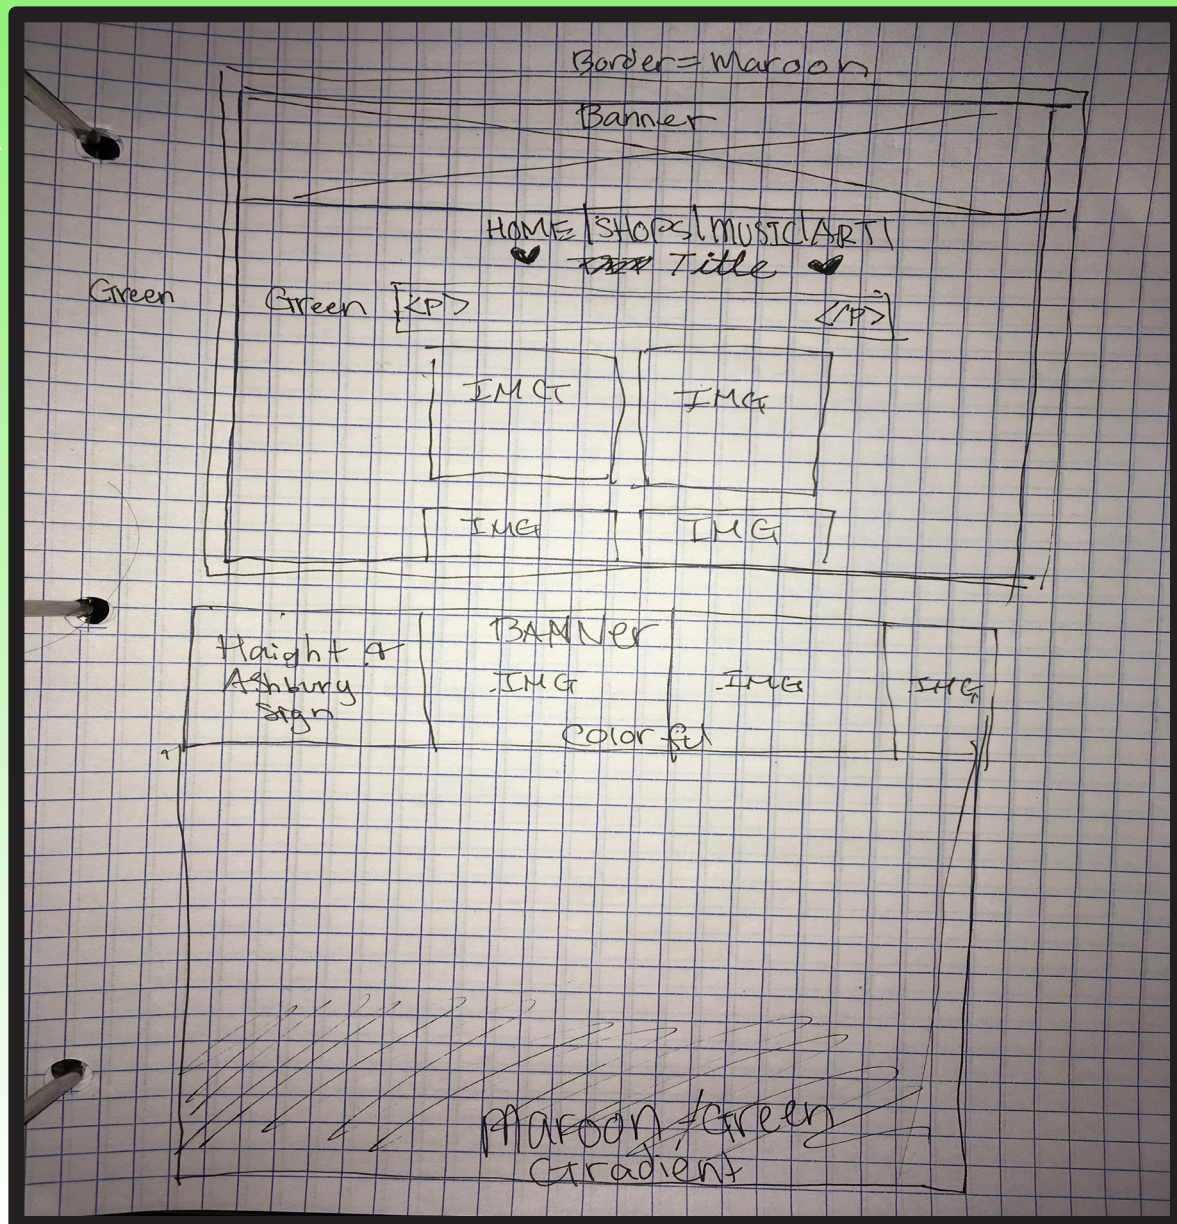 Border = Maroon
Banner
HOME | SHOPS | MUSIC | ART |
♥ Title ♥
Green Green <P> </P>
IMG IMG
IMG IMG
BANNer
Haight & Ashbury Sign
IMG IMG IMG
Colorful
Maroon/Green
Gradient